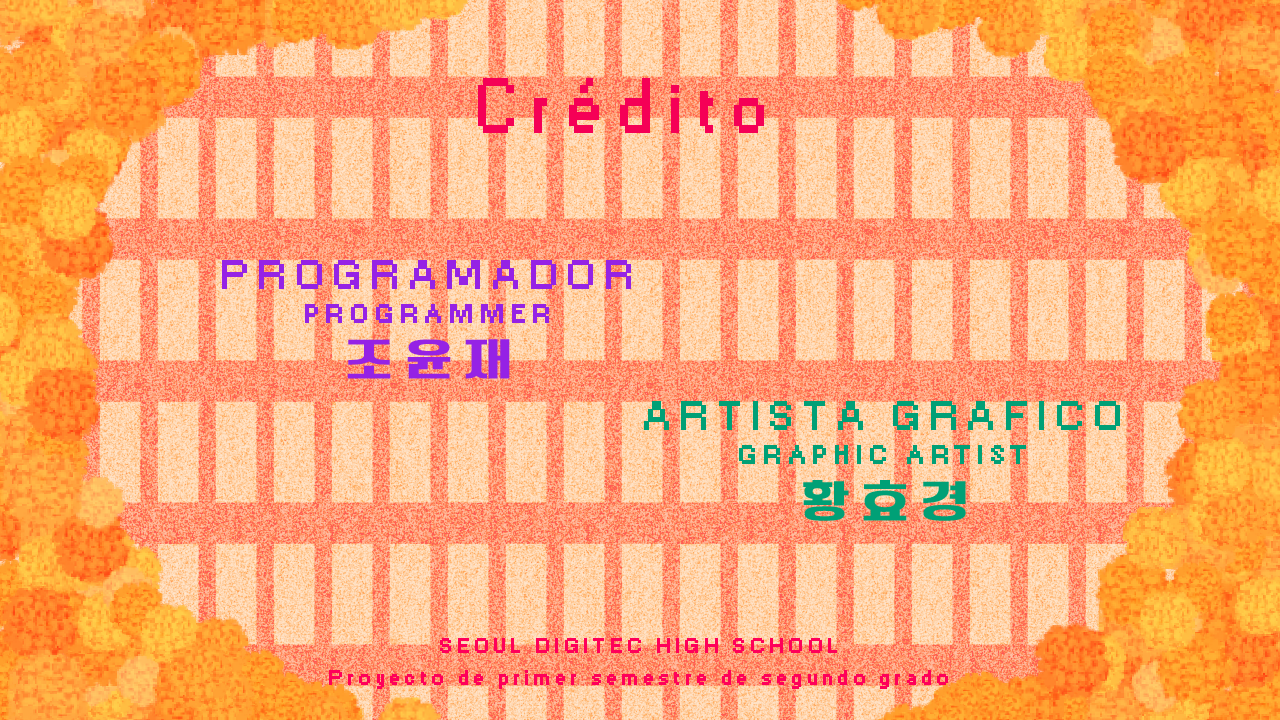 Crédito
PROGRAMADOR
PROGRAMMER
조윤재
ARTISTA GRAFICO
GRAPHIC ARTIST
황효경
SEOUL DIGITEC HIGH SCHOOL
Proyecto de primer semestre de segundo grado